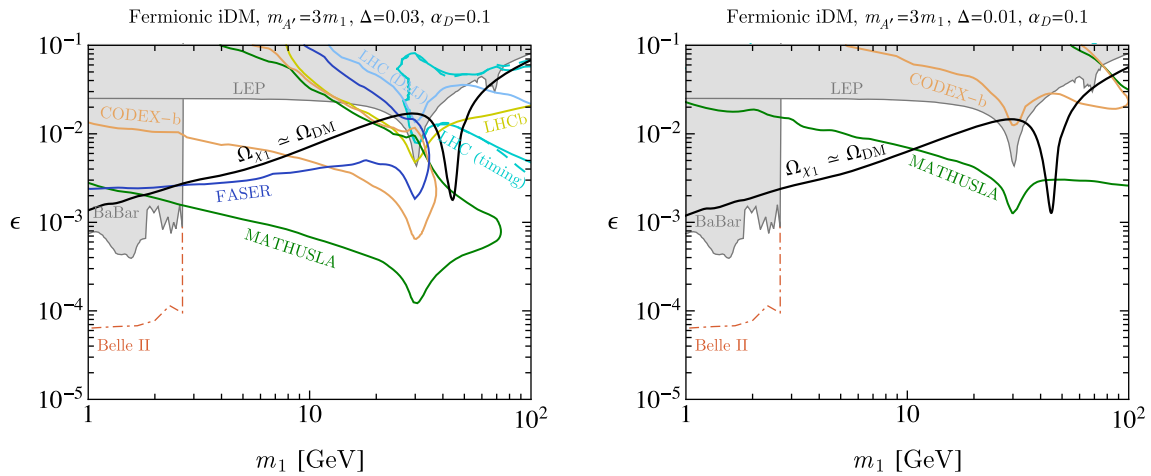 Fermionic iDM, m_{A'}=3m_1, Δ=0.03, α_D=0.1
10^{-1}
10^{-2}
10^{-3}
10^{-4}
10^{-5}
ϵ
LHC (DMJ)
LEP
CODEX-b
LHCb
Ω_{χ1} ≃ Ω_{DM}
LHC (timing)
FASER
BaBar
MATHUSLA
Belle II
1
10
10^2
m_1 [GeV]
Fermionic iDM, m_{A'}=3m_1, Δ=0.01, α_D=0.1
10^{-1}
10^{-2}
10^{-3}
10^{-4}
10^{-5}
ϵ
CODEX-b
LEP
Ω_{χ1} ≃ Ω_{DM}
MATHUSLA
BaBar
Belle II
1
10
10^2
m_1 [GeV]